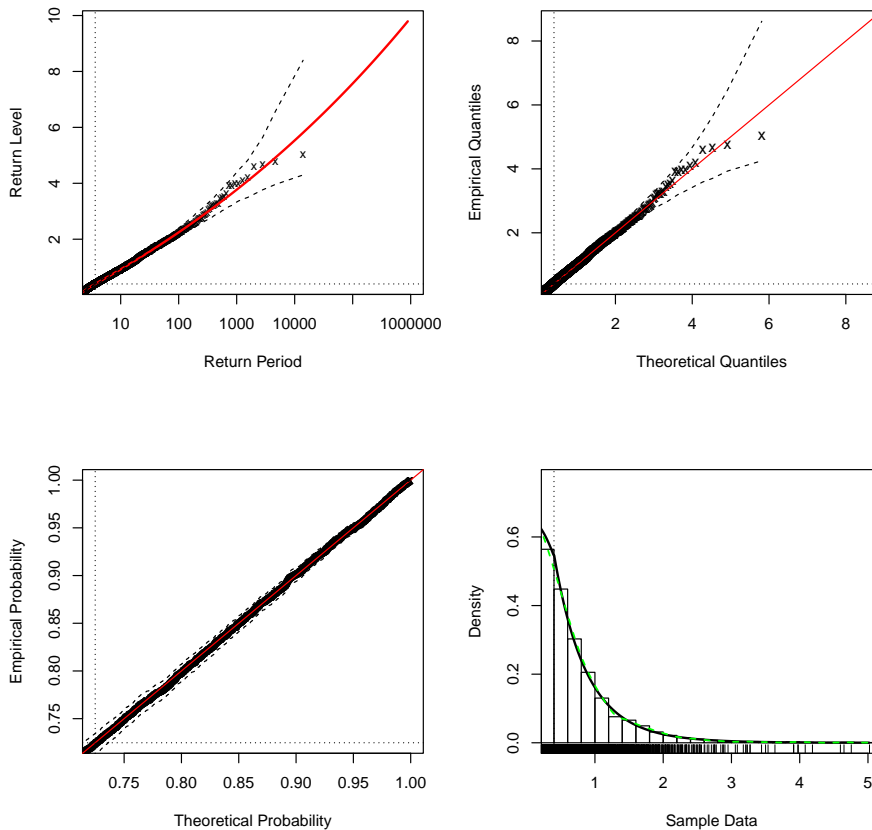 Return Level
10
8
6
4
2
10 100 1000 10000 1000000
Return Period
Empirical Quantiles
8
6
4
2
2 4 6 8
Theoretical Quantiles
Empirical Probability
1.00
0.95
0.90
0.85
0.80
0.75
0.75 0.80 0.85 0.90 0.95 1.00
Theoretical Probability
Density
0.6
0.4
0.2
0.0
1 2 3 4 5
Sample Data